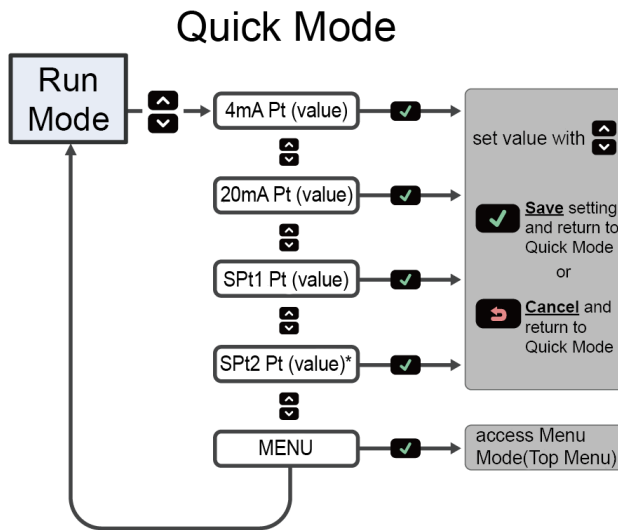 Quick Mode
Run
Mode
4mA Pt (value)
20mA Pt (value)
SPt1 Pt (value)
SPt2 Pt (value)*
MENU
set value with
Save setting
and return to
Quick Mode
or
Cancel and
return to
Quick Mode
access Menu
Mode(Top Menu)